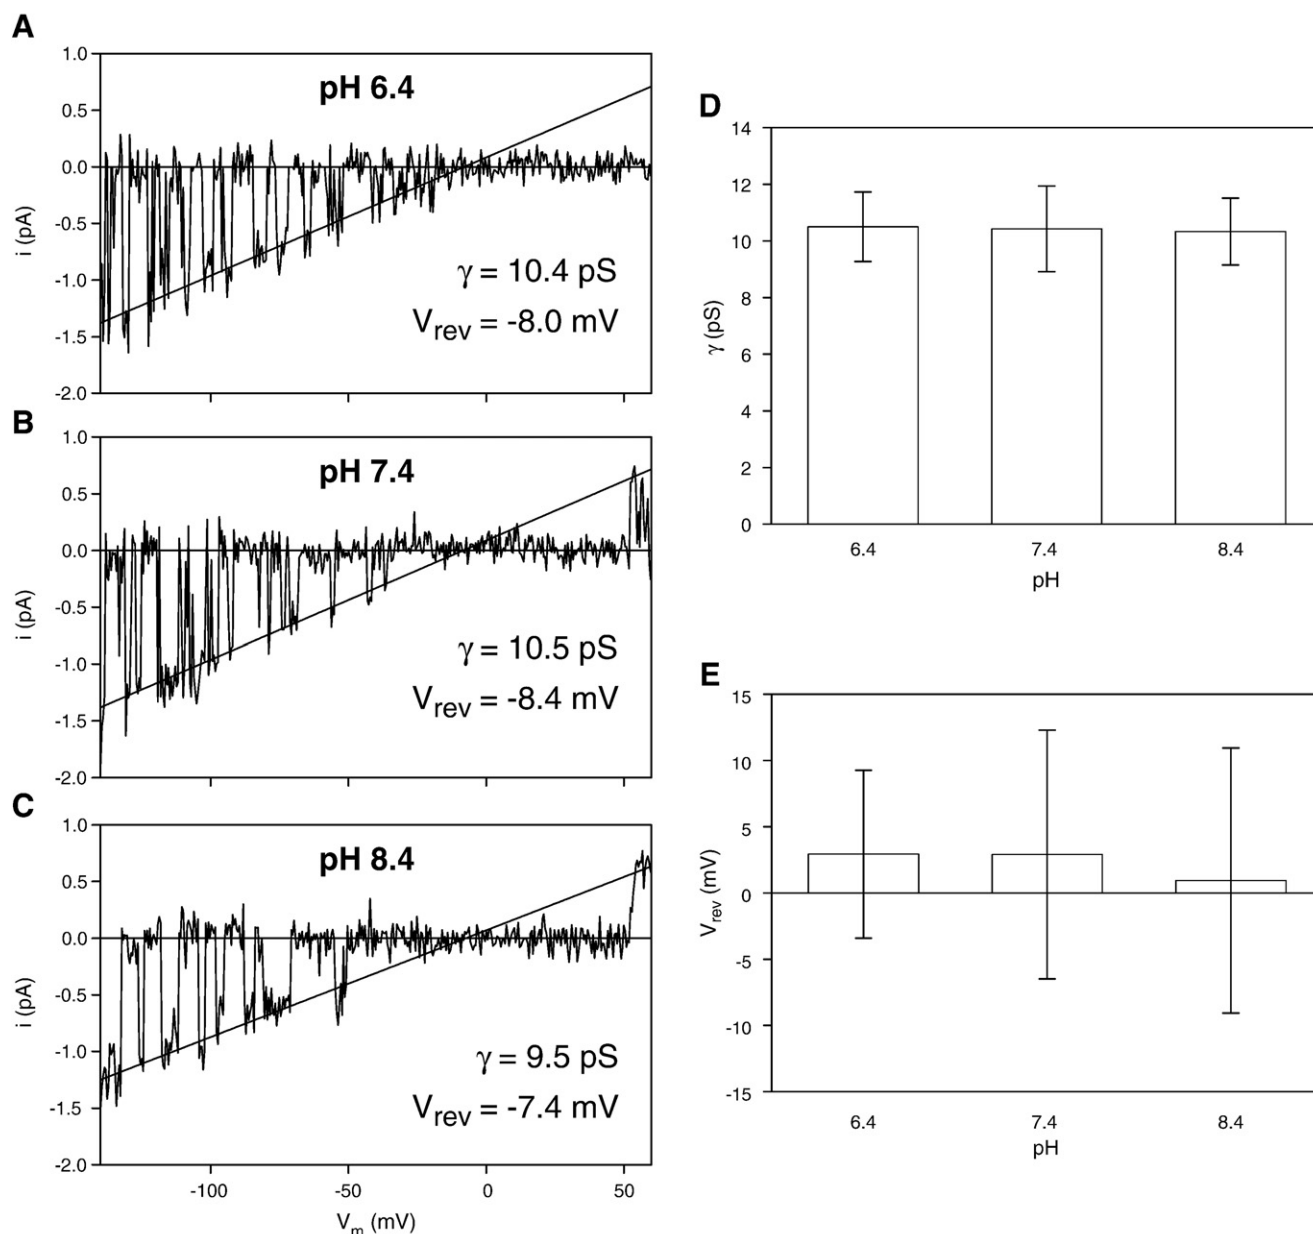 A
pH 6.4
1.0
0.5
0.0
-0.5
-1.0
-1.5
-2.0
i (pA)
γ = 10.4 pS
Vrev = -8.0 mV
B
pH 7.4
1.0
0.5
0.0
-0.5
-1.0
-1.5
-2.0
i (pA)
γ = 10.5 pS
Vrev = -8.4 mV
C
pH 8.4
1.0
0.5
0.0
-0.5
-1.0
-1.5
-2.0
i (pA)
γ = 9.5 pS
Vrev = -7.4 mV
-100 -50 0 50
Vm (mV)
D
14
12
10
8
6
4
2
0
γ (pS)
6.4 7.4 8.4
pH
E
15
10
5
0
-5
-10
-15
Vrev (mV)
6.4 7.4 8.4
pH